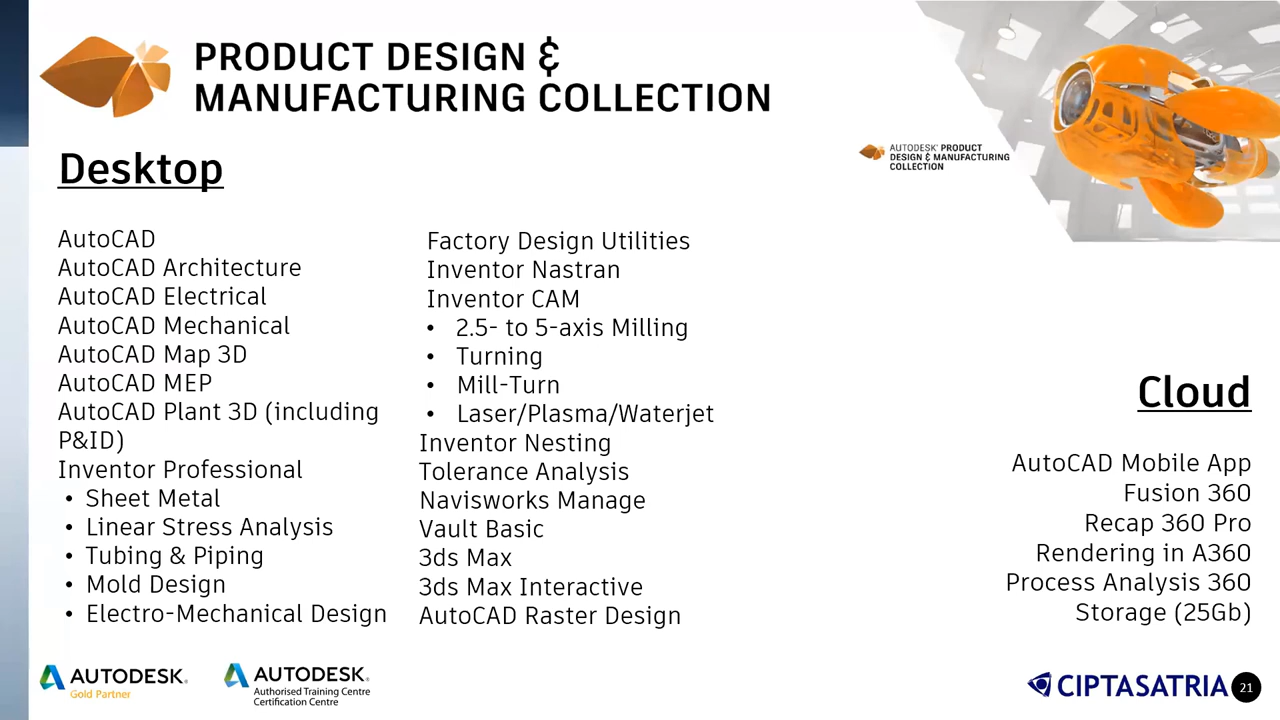 PRODUCT DESIGN &
MANUFACTURING COLLECTION
AUTODESK® PRODUCT
DESIGN & MANUFACTURING
COLLECTION
Desktop
AutoCAD
AutoCAD Architecture
AutoCAD Electrical
AutoCAD Mechanical
AutoCAD Map 3D
AutoCAD MEP
AutoCAD Plant 3D (including
P&ID)
Inventor Professional
• Sheet Metal
• Linear Stress Analysis
• Tubing & Piping
• Mold Design
• Electro-Mechanical Design
Factory Design Utilities
Inventor Nastran
Inventor CAM
• 2.5- to 5-axis Milling
• Turning
• Mill-Turn
• Laser/Plasma/Waterjet
Inventor Nesting
Tolerance Analysis
Navisworks Manage
Vault Basic
3ds Max
3ds Max Interactive
AutoCAD Raster Design
Cloud
AutoCAD Mobile App
Fusion 360
Recap 360 Pro
Rendering in A360
Process Analysis 360
Storage (25Gb)
AUTODESK®
Gold Partner
AUTODESK®
Authorised Training Centre
Certification Centre
CIPTASATRIA
21